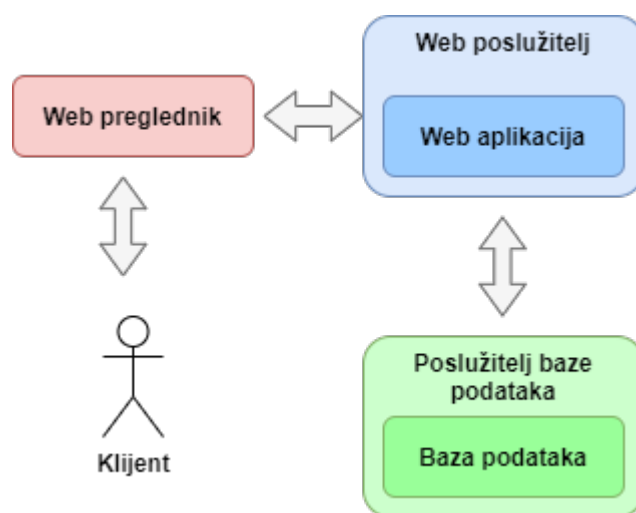 Web poslužitelj
Web preglednik
Web aplikacija
Poslužitelj baze
podataka
Klijent
Baza podataka